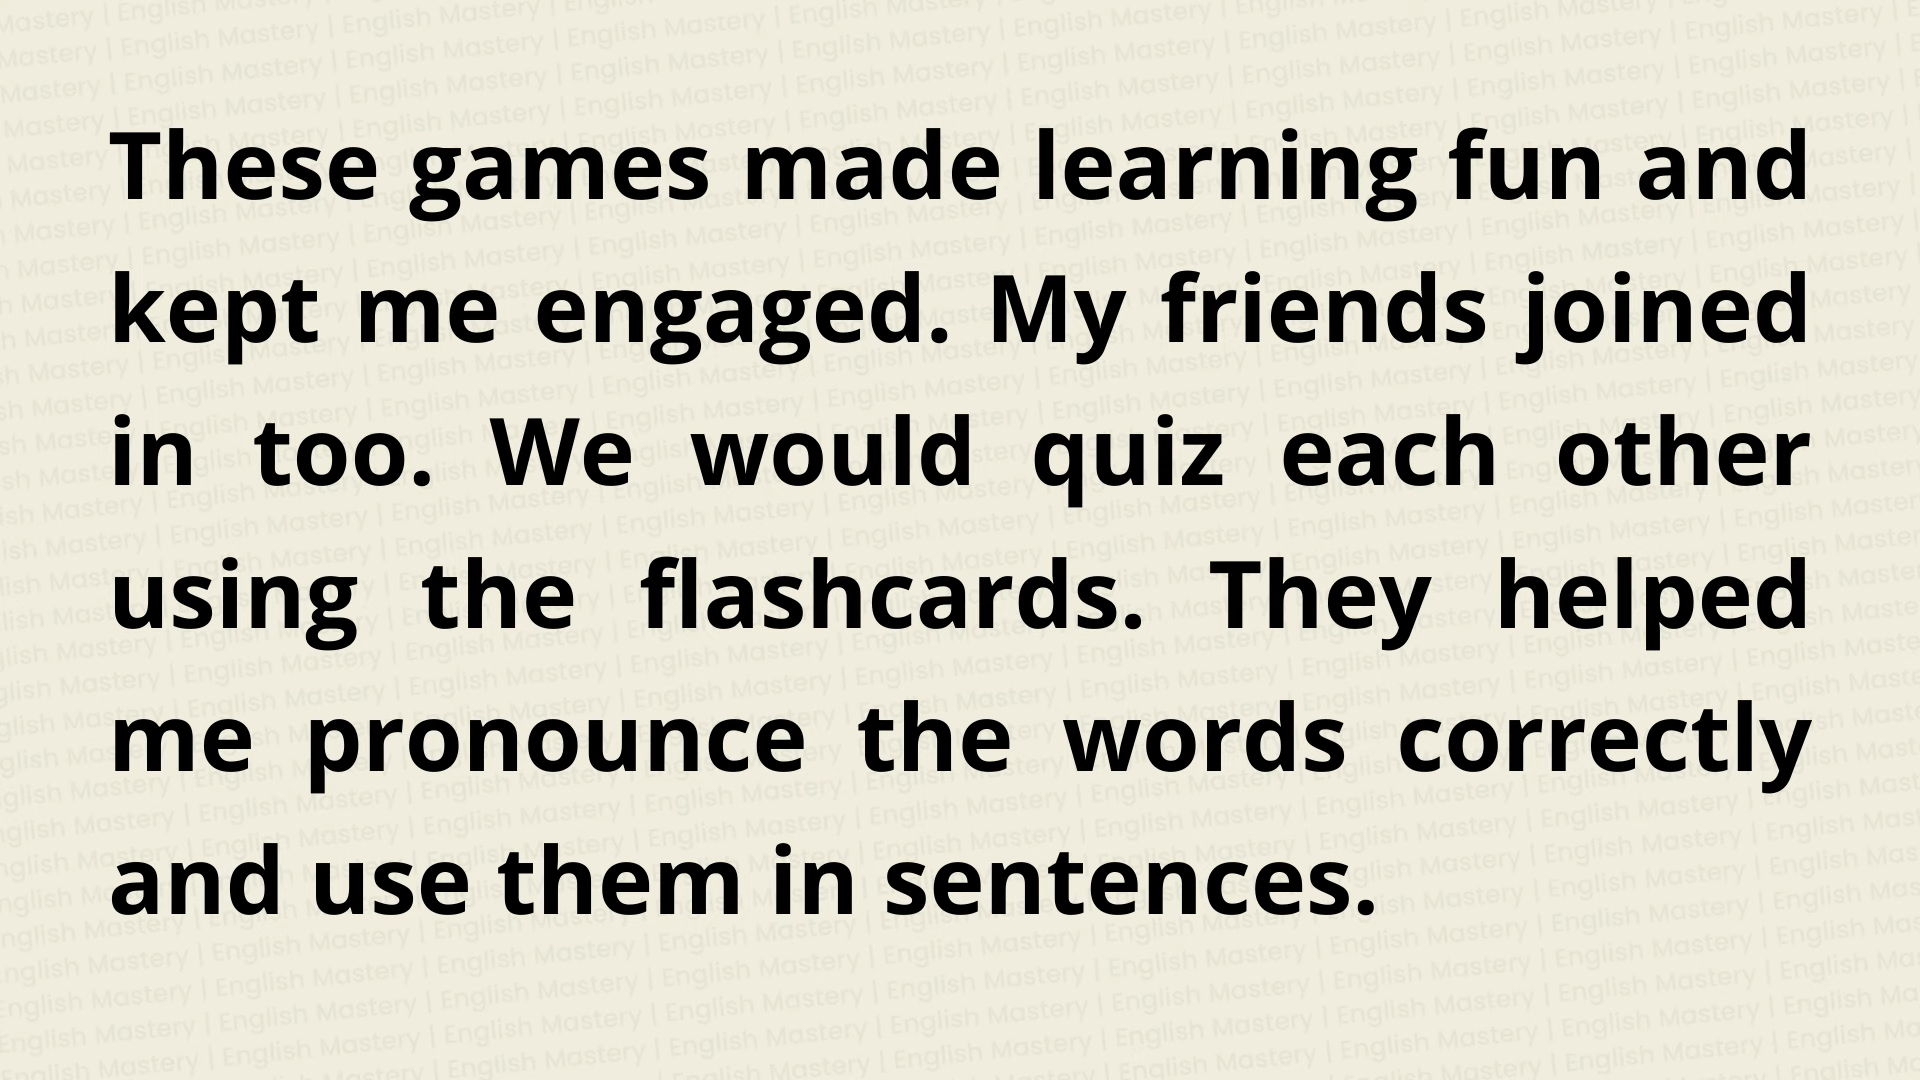 These games made learning fun and
kept me engaged. My friends joined
in too. We would quiz each other
using the flashcards. They helped
me pronounce the words correctly
and use them in sentences.